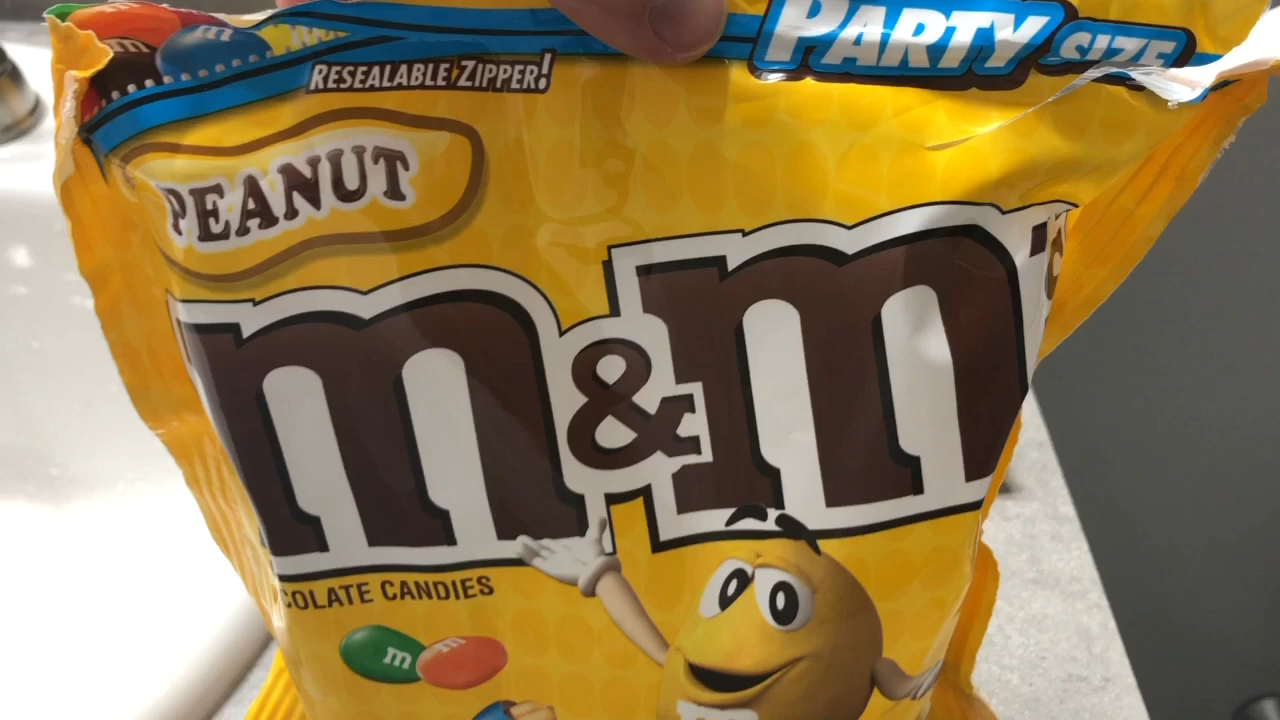 PARTY SIZE
RESEALABLE ZIPPER!
PEANUT
m&m's
COLATE CANDIES
m m